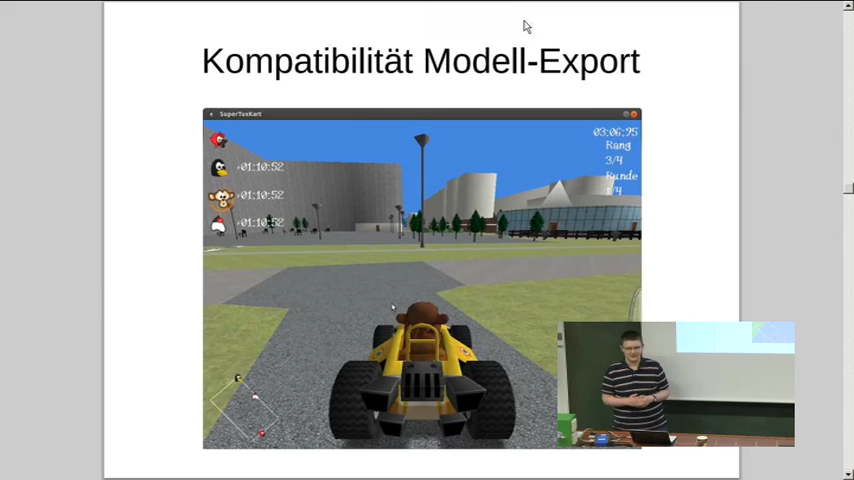 Kompatibilität Modell-Export
SuperTuxKart
03:06:95
Rang
3/4
Runde
1/4
+01:10:52
+01:10:52
+01:10:52